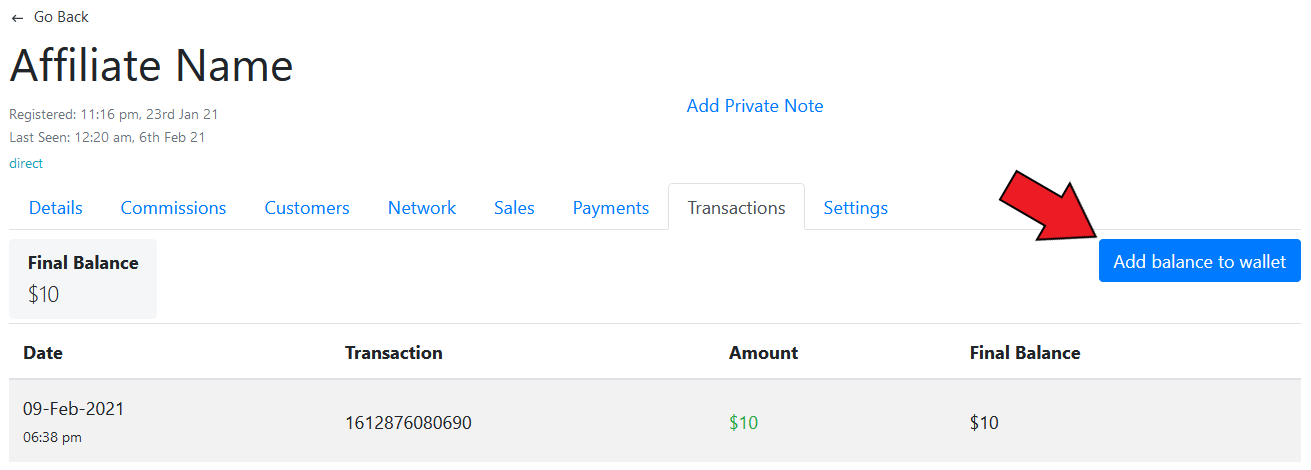 ← Go Back
Affiliate Name
Registered: 11:16 pm, 23rd Jan 21
Add Private Note
Last Seen: 12:20 am, 6th Feb 21
direct
Details Commissions Customers Network Sales Payments Transactions Settings
Final Balance
$10
Add balance to wallet
Date Transaction Amount Final Balance
09-Feb-2021
06:38 pm
1612876080690 $10 $10